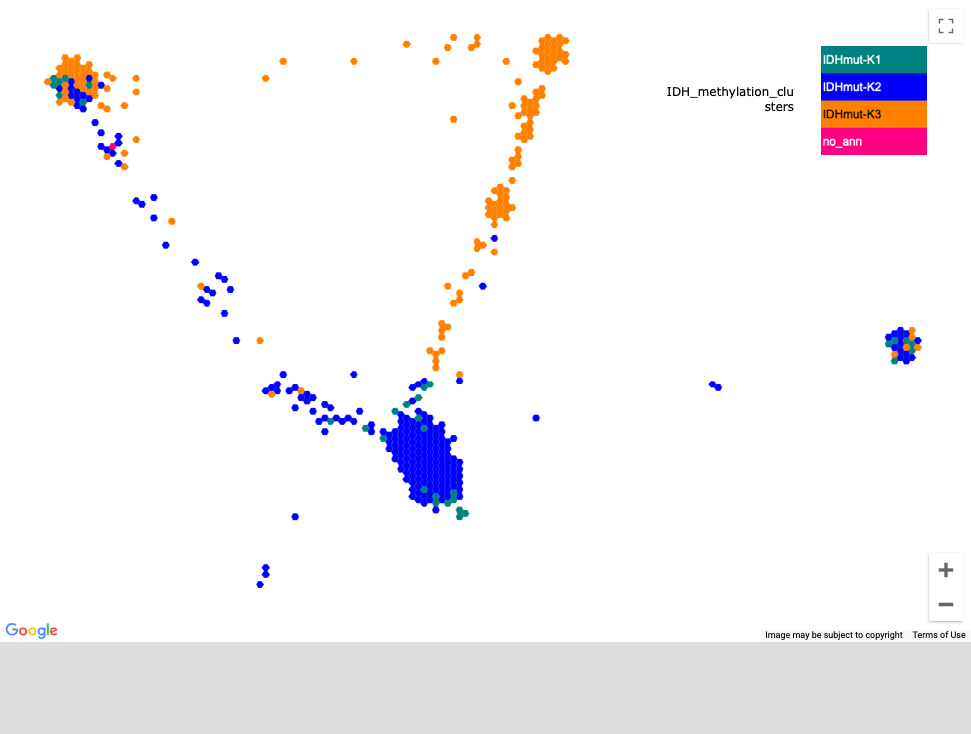 IDHmut-K1
IDH_methylation_clu
sters
IDHmut-K2
IDHmut-K3
no_ann
Google
Image may be subject to copyright
Terms of Use